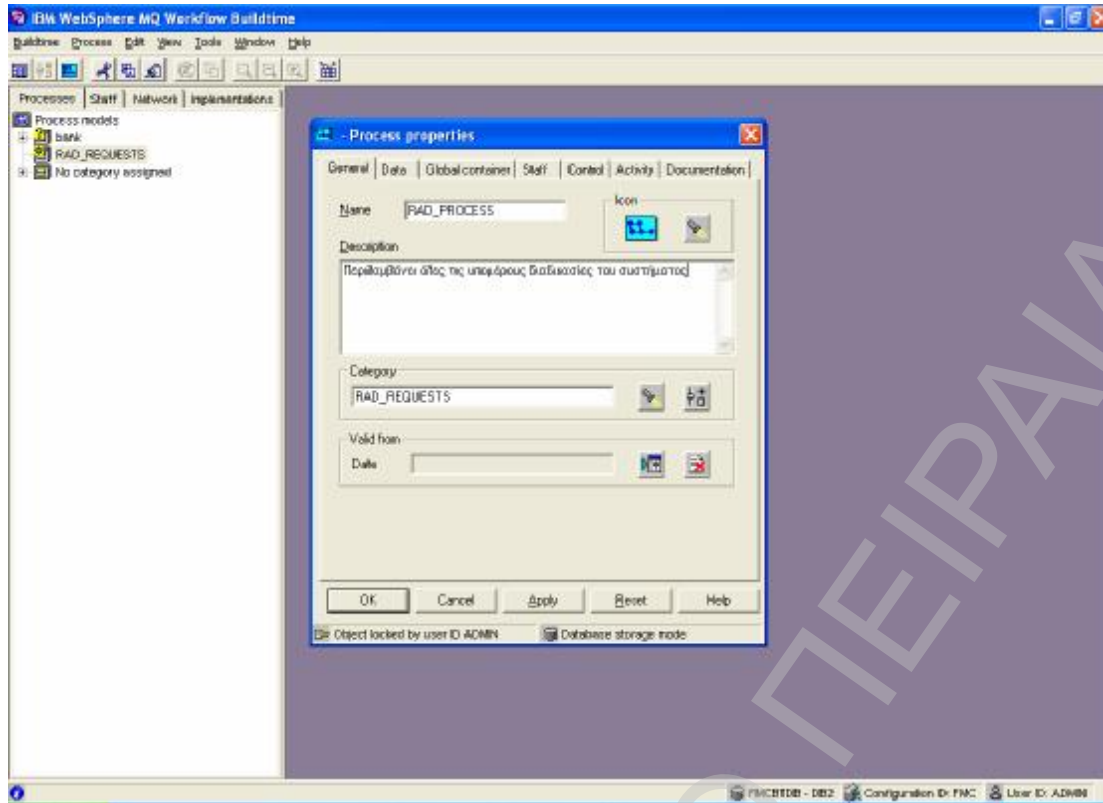 IBM WebSphere MQ Workflow Buildtime
Buildtime Process Edit View Tools Window Help
Processes Staff Network Implementations
Process models
bank
RAD_REQUESTS
No category assigned
- Process properties
General Data Global container Staff Control Activity Documentation
Name RAD_PROCESS
Icon
Description
Περιλαμβάνει όλες τις υπομέρους διαδικασίες του συστήματος
Category
RAD_REQUESTS
Valid from
Date
OK Cancel Apply Reset Help
Object locked by user ID ADMIN Database storage mode
FMCBTDB - DB2 Configuration ID: FMC User ID: ADMIN
ΠΕΙΡΑΙΑ